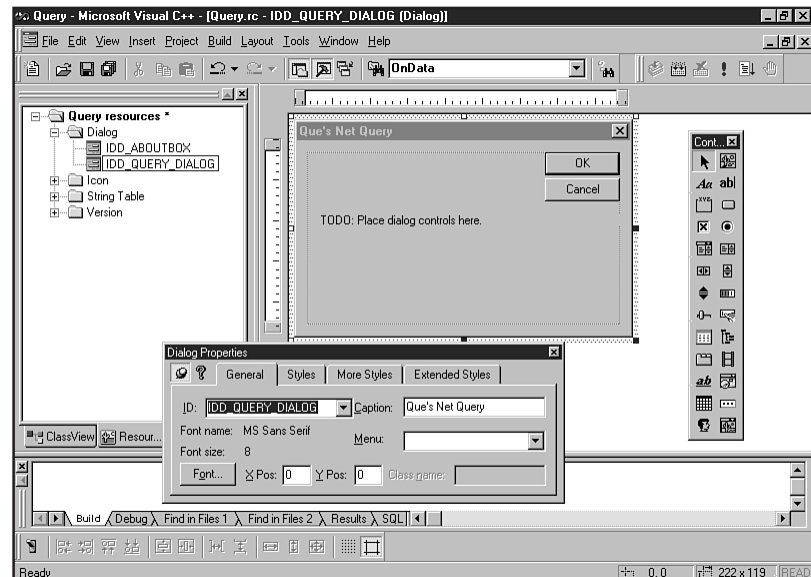 Query - Microsoft Visual C++ - [Query.rc - IDD_QUERY_DIALOG (Dialog)]
File Edit View Insert Project Build Layout Tools Window Help
OnData
Query resources *
Dialog
IDD_ABOUTBOX
IDD_QUERY_DIALOG
Icon
String Table
Version
ClassView Resour...
Que's Net Query
OK
Cancel
TODO: Place dialog controls here.
Cont...
Aa ab|
XYZ
ab
Dialog Properties
General Styles More Styles Extended Styles
ID: IDD_QUERY_DIALOG Caption: Que's Net Query
Font name: MS Sans Serif Menu:
Font size: 8
Font... X Pos: 0 Y Pos: 0 Class name:
Build Debug Find in Files 1 Find in Files 2 Results SQL
Ready 0, 0 222 x 119 READ